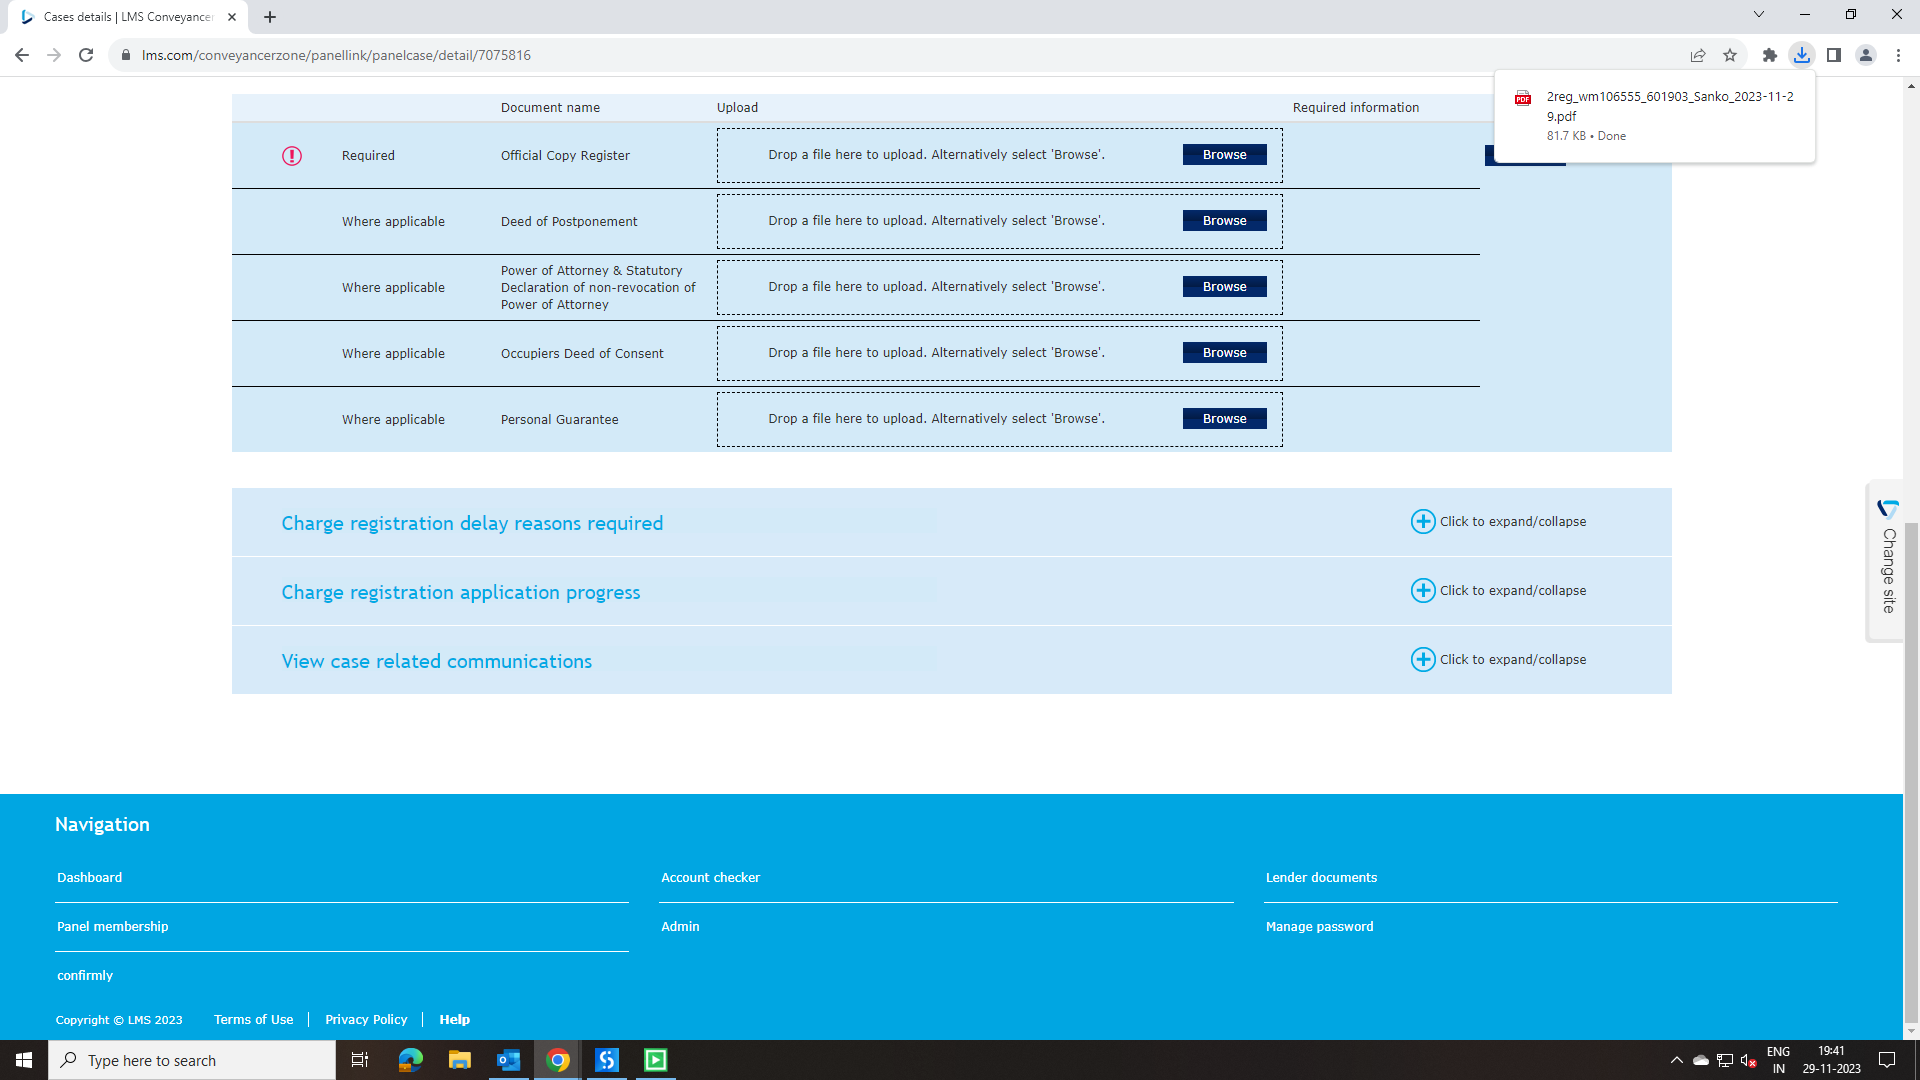 Cases details | LMS Conveyancer
lms.com/conveyancerzone/panellink/panelcase/detail/7075816
2reg_wm106555_601903_Sanko_2023-11-2
9.pdf
81.7 KB • Done
PDF
Document name Upload Required information
Required Official Copy Register Drop a file here to upload. Alternatively select 'Browse'. Browse
Where applicable Deed of Postponement Drop a file here to upload. Alternatively select 'Browse'. Browse
Power of Attorney & Statutory
Where applicable Declaration of non-revocation of Drop a file here to upload. Alternatively select 'Browse'. Browse
Power of Attorney
Where applicable Occupiers Deed of Consent Drop a file here to upload. Alternatively select 'Browse'. Browse
Where applicable Personal Guarantee Drop a file here to upload. Alternatively select 'Browse'. Browse
Charge registration delay reasons required Click to expand/collapse
Charge registration application progress Click to expand/collapse
View case related communications Click to expand/collapse
Change site
Navigation
Dashboard Account checker Lender documents
Panel membership Admin Manage password
confirmly
Copyright © LMS 2023 Terms of Use Privacy Policy Help
Type here to search
ENG
IN
19:41
29-11-2023